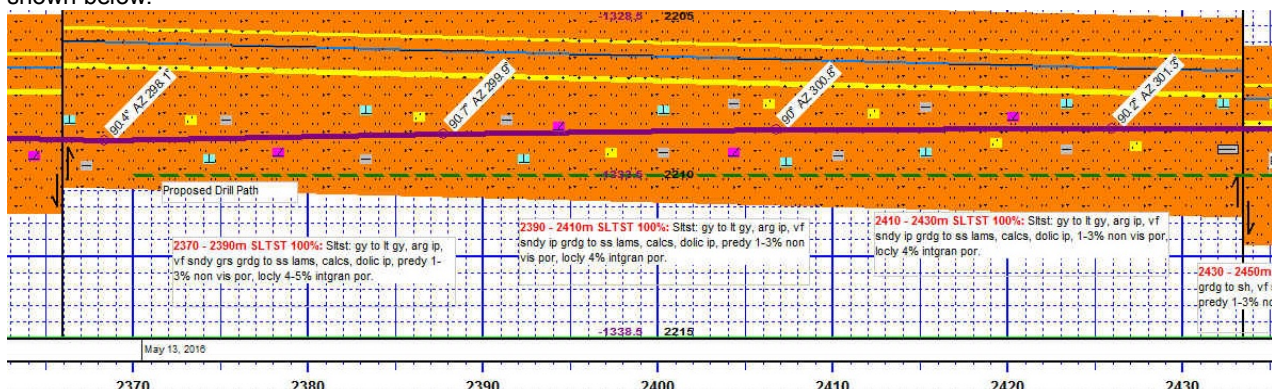 shown below.
-1328.5 2205
90.4° AZ 298.1°
90.7° AZ 299.9°
90° AZ 300.8°
90.2° AZ 301.3°
-1333.5 2210
Proposed Drill Path
2370 - 2390m SLTST 100%: Sltst: gy to lt gy, arg ip,
vf sndy grs grdg to ss lams, calcs, dolic ip, predy 1-
3% non vis por, locly 4-5% intgran por.
2390 - 2410m SLTST 100%: Sltst: gy to lt gy, arg ip, vf
sndy ip grdg to ss lams, calcs, dolic ip, predy 1-3% non
vis por, locly 4% intgran por.
2410 - 2430m SLTST 100%: Sltst: gy to lt gy, arg ip, vf
sndy ip grdg to ss lams, calcs, dolic ip, 1-3% non vis por,
locly 4% intgran por.
2430 - 2450m
grdg to sh, vf
predy 1-3%
-1338.5 2215
May 13, 2016
2370 2380 2390 2400 2410 2420 2430